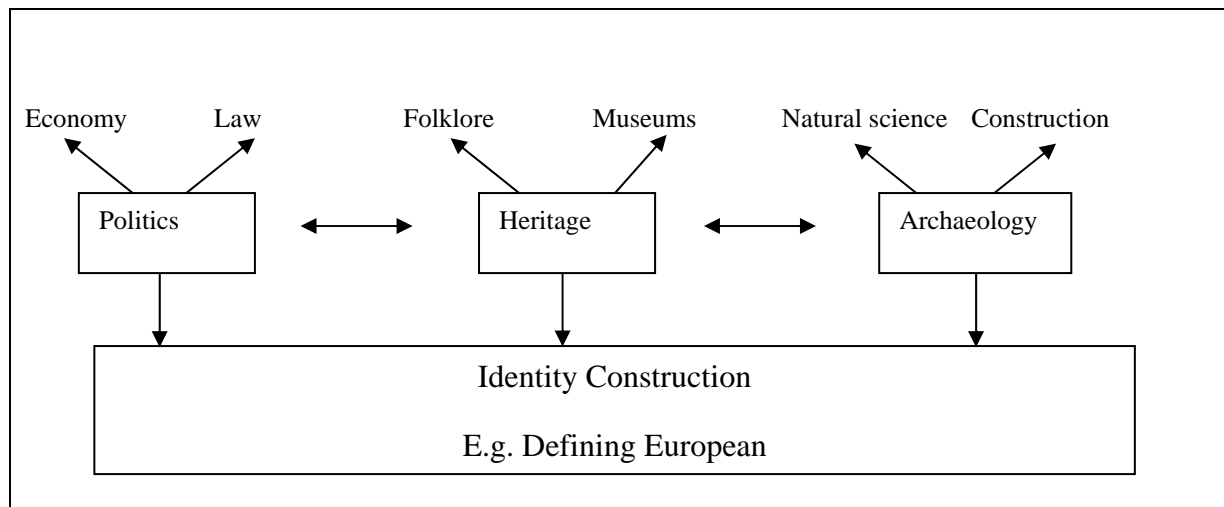 Economy Law Folklore Museums Natural science Construction
Politics Heritage Archaeology
Identity Construction
E.g. Defining European